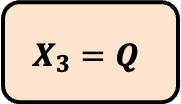 X₃ = Q